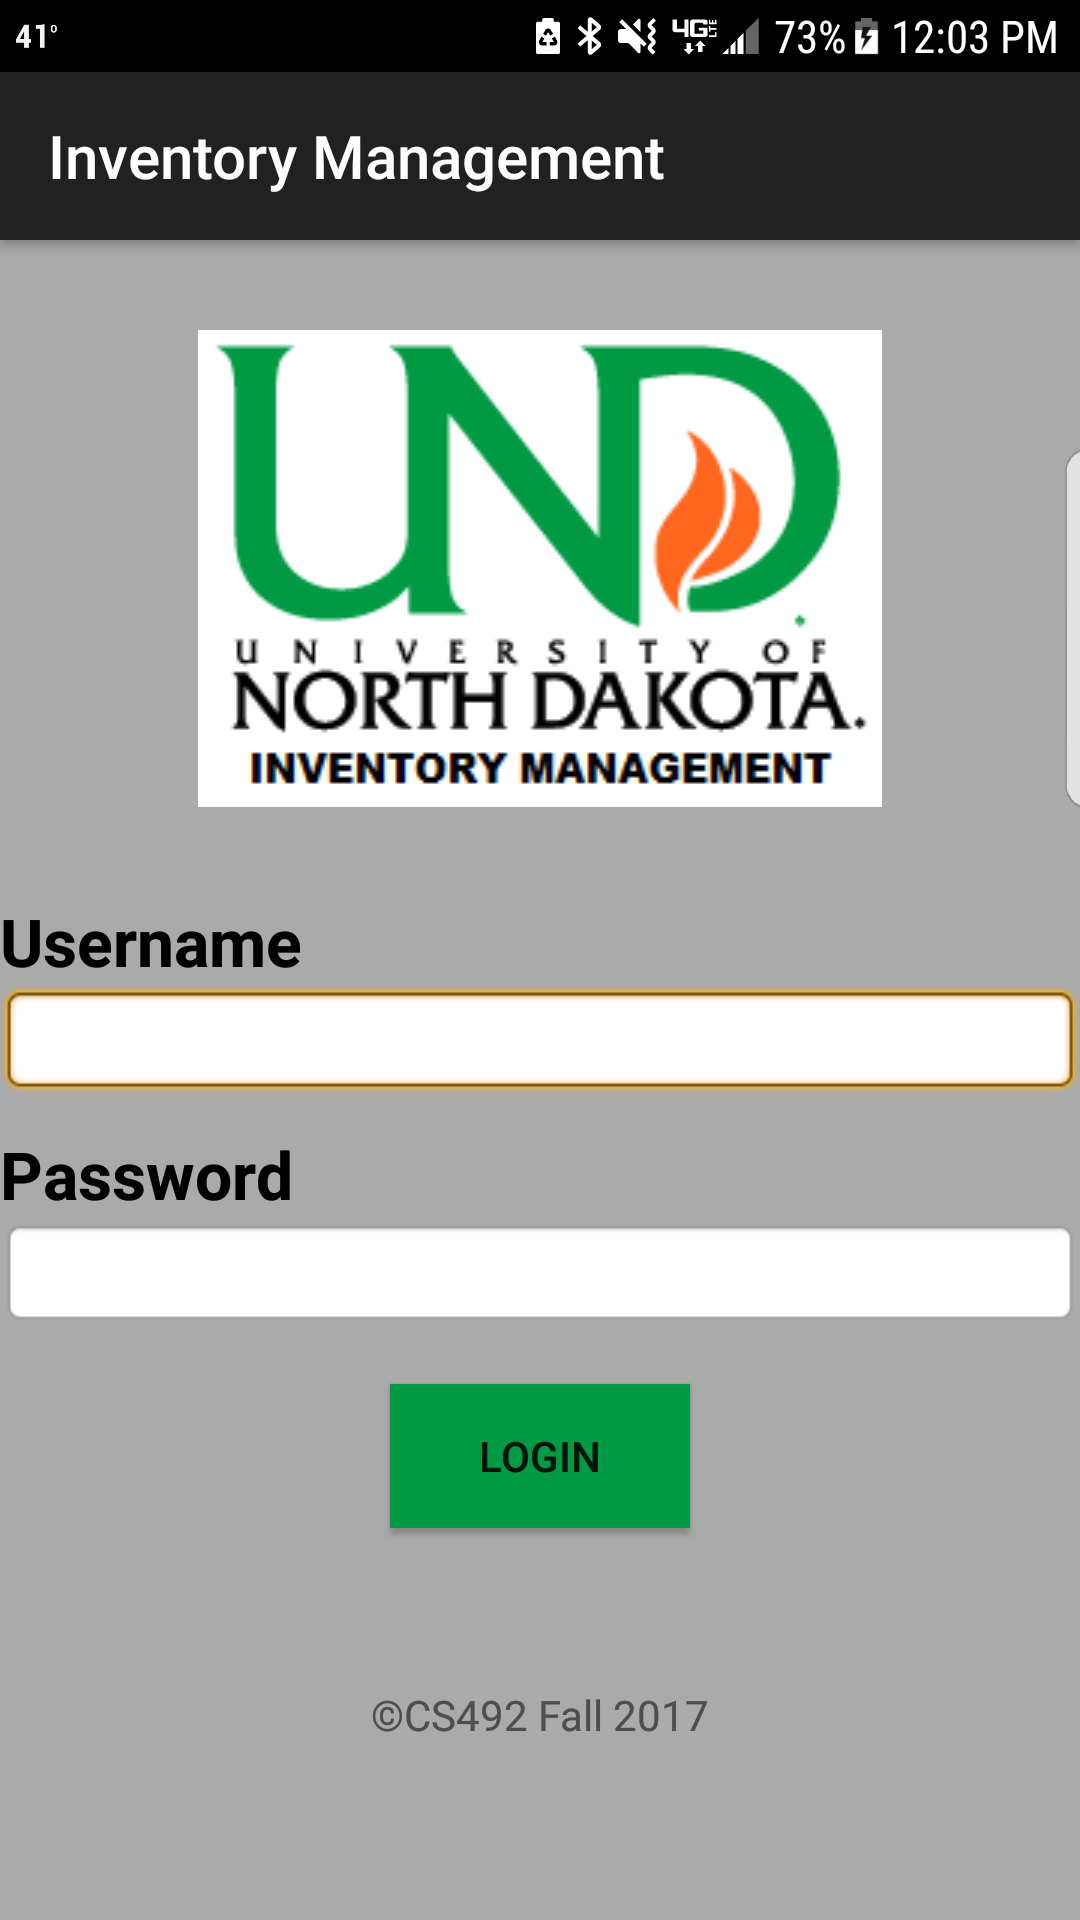 41° 4G LTE 73% 12:03 PM
Inventory Management
UND
UNIVERSITY OF
NORTH DAKOTA.
INVENTORY MANAGEMENT
Username
Password
LOGIN
©CS492 Fall 2017